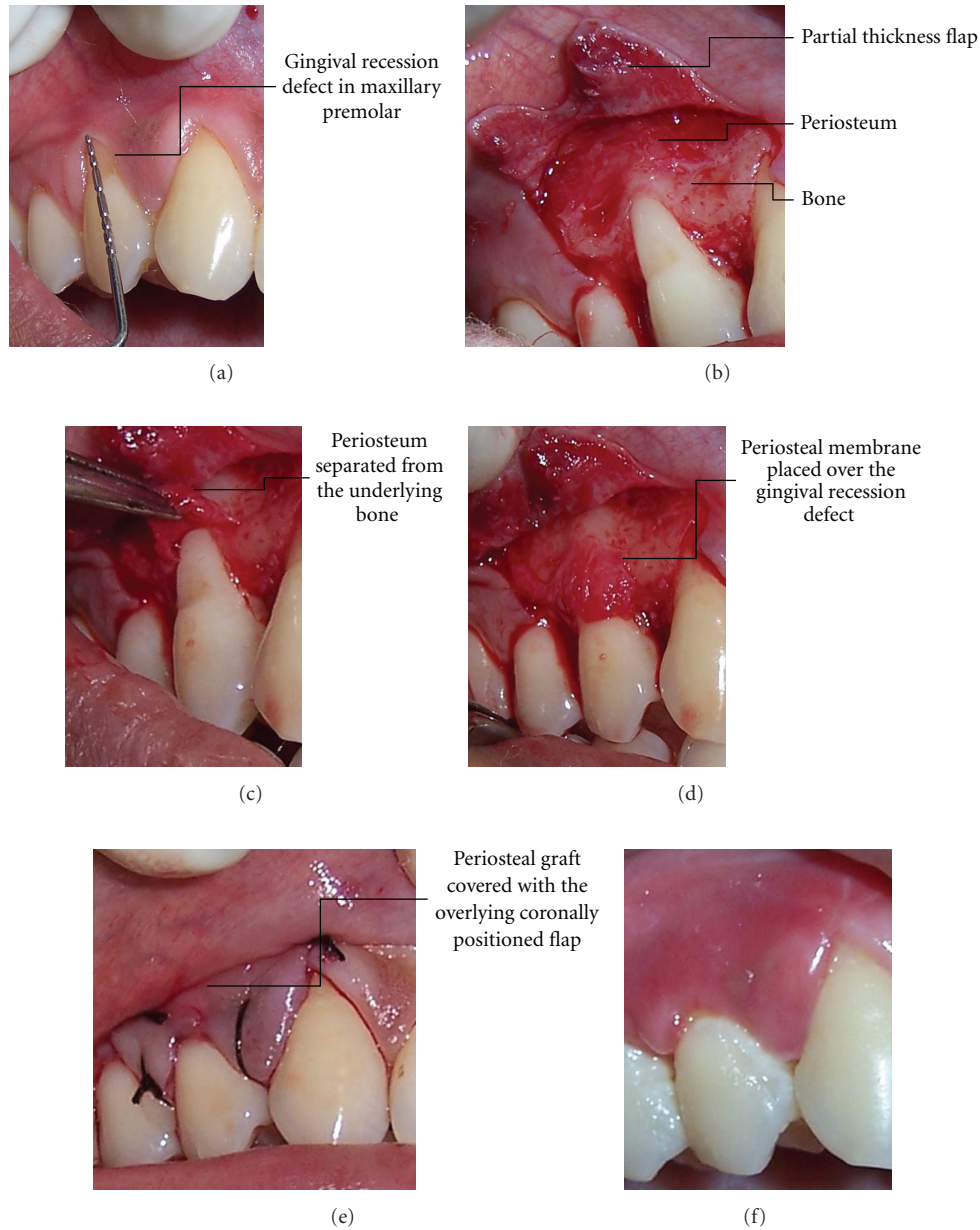 Gingival recession
defect in maxillary
premolar
(a)
Partial thickness flap
Periosteum
Bone
(b)
Periosteum
separated from
the underlying
bone
(c)
Periosteal membrane
placed over the
gingival recession
defect
(d)
Periosteal graft
covered with the
overlying coronally
positioned flap
(e)
(f)